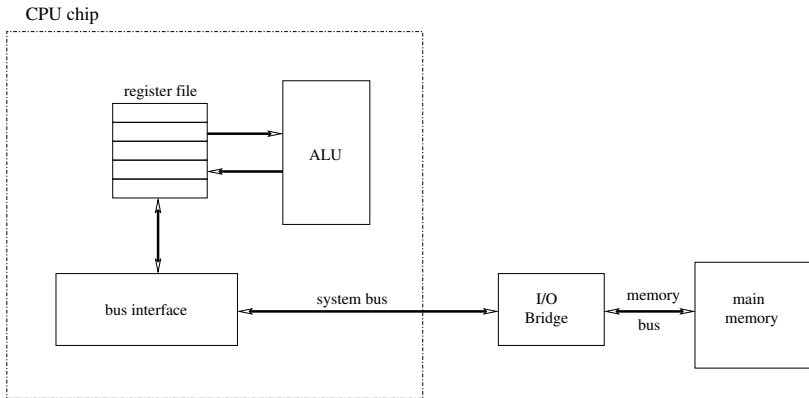 CPU chip
register file
ALU
bus interface
system bus
I/O
Bridge
memory
bus
main
memory